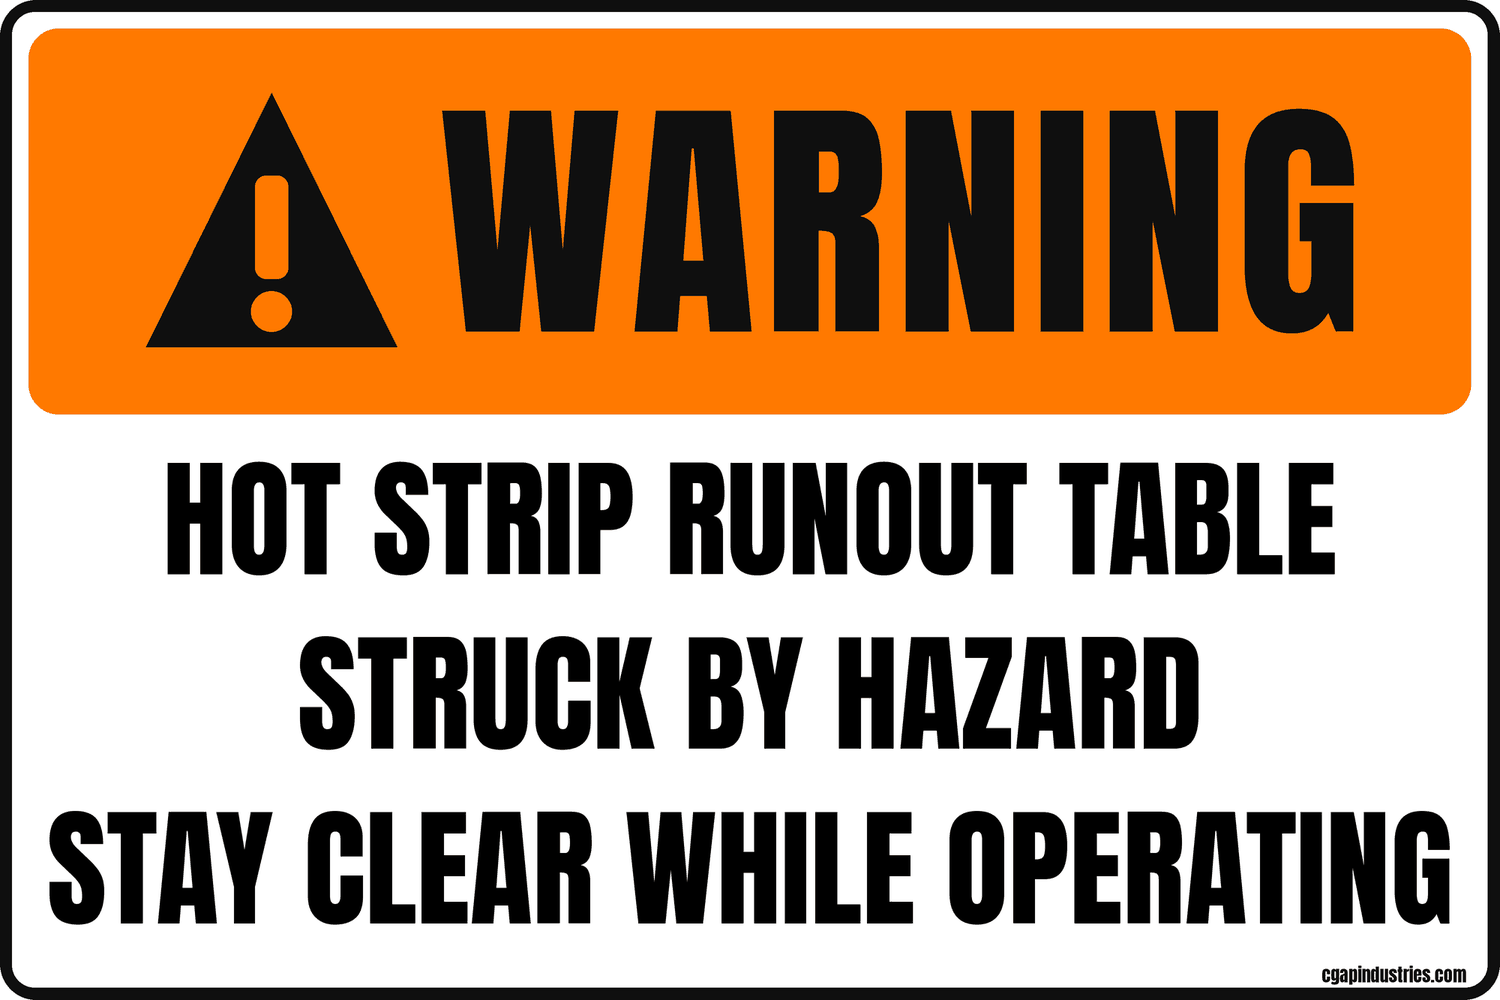 WARNING
HOT STRIP RUNOUT TABLE
STRUCK BY HAZARD
STAY CLEAR WHILE OPERATING
cgapindustries.com